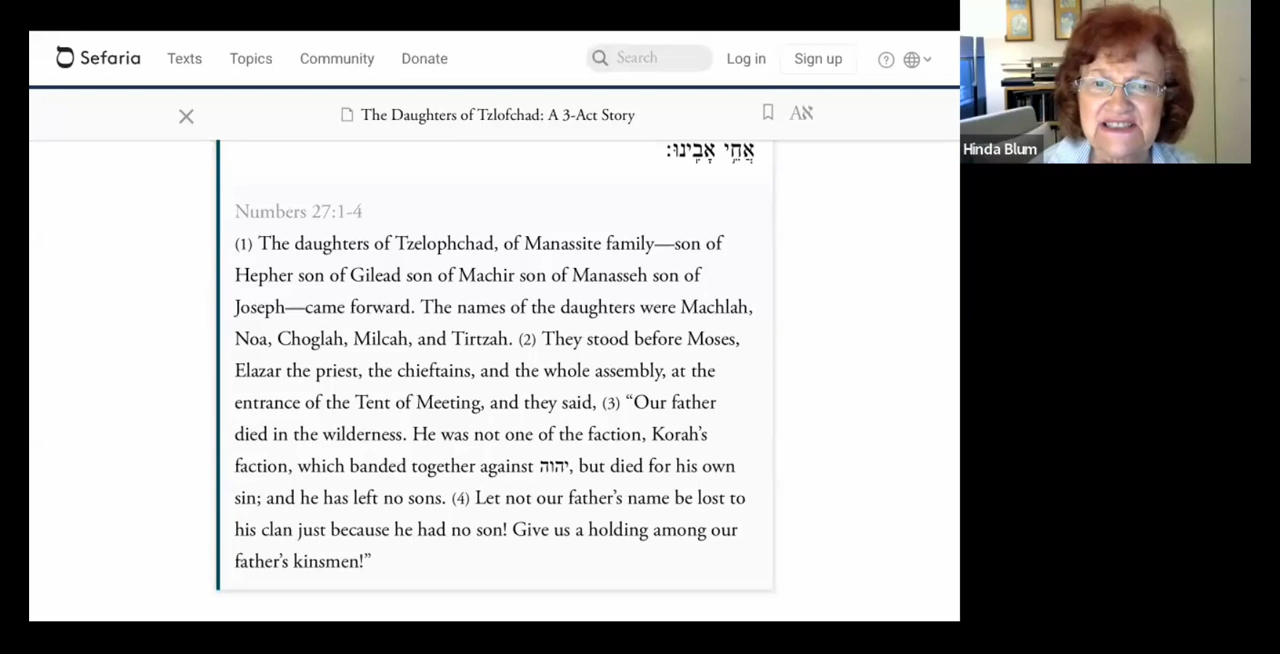 Sefaria Texts Topics Community Donate Search Log in Sign up
The Daughters of Tzlofchad: A 3-Act Story Aא
אֲחֵ֥י אָבִֽינוּ׃
Numbers 27:1-4
(1) The daughters of Tzelophchad, of Manassite family—son of
Hepher son of Gilead son of Machir son of Manasseh son of
Joseph—came forward. The names of the daughters were Machlah,
Noa, Choglah, Milcah, and Tirtzah. (2) They stood before Moses,
Elazar the priest, the chieftains, and the whole assembly, at the
entrance of the Tent of Meeting, and they said, (3) “Our father
died in the wilderness. He was not one of the faction, Korah’s
faction, which banded together against יהוה, but died for his own
sin; and he has left no sons. (4) Let not our father’s name be lost to
his clan just because he had no son! Give us a holding among our
father’s kinsmen!”
Hinda Blum